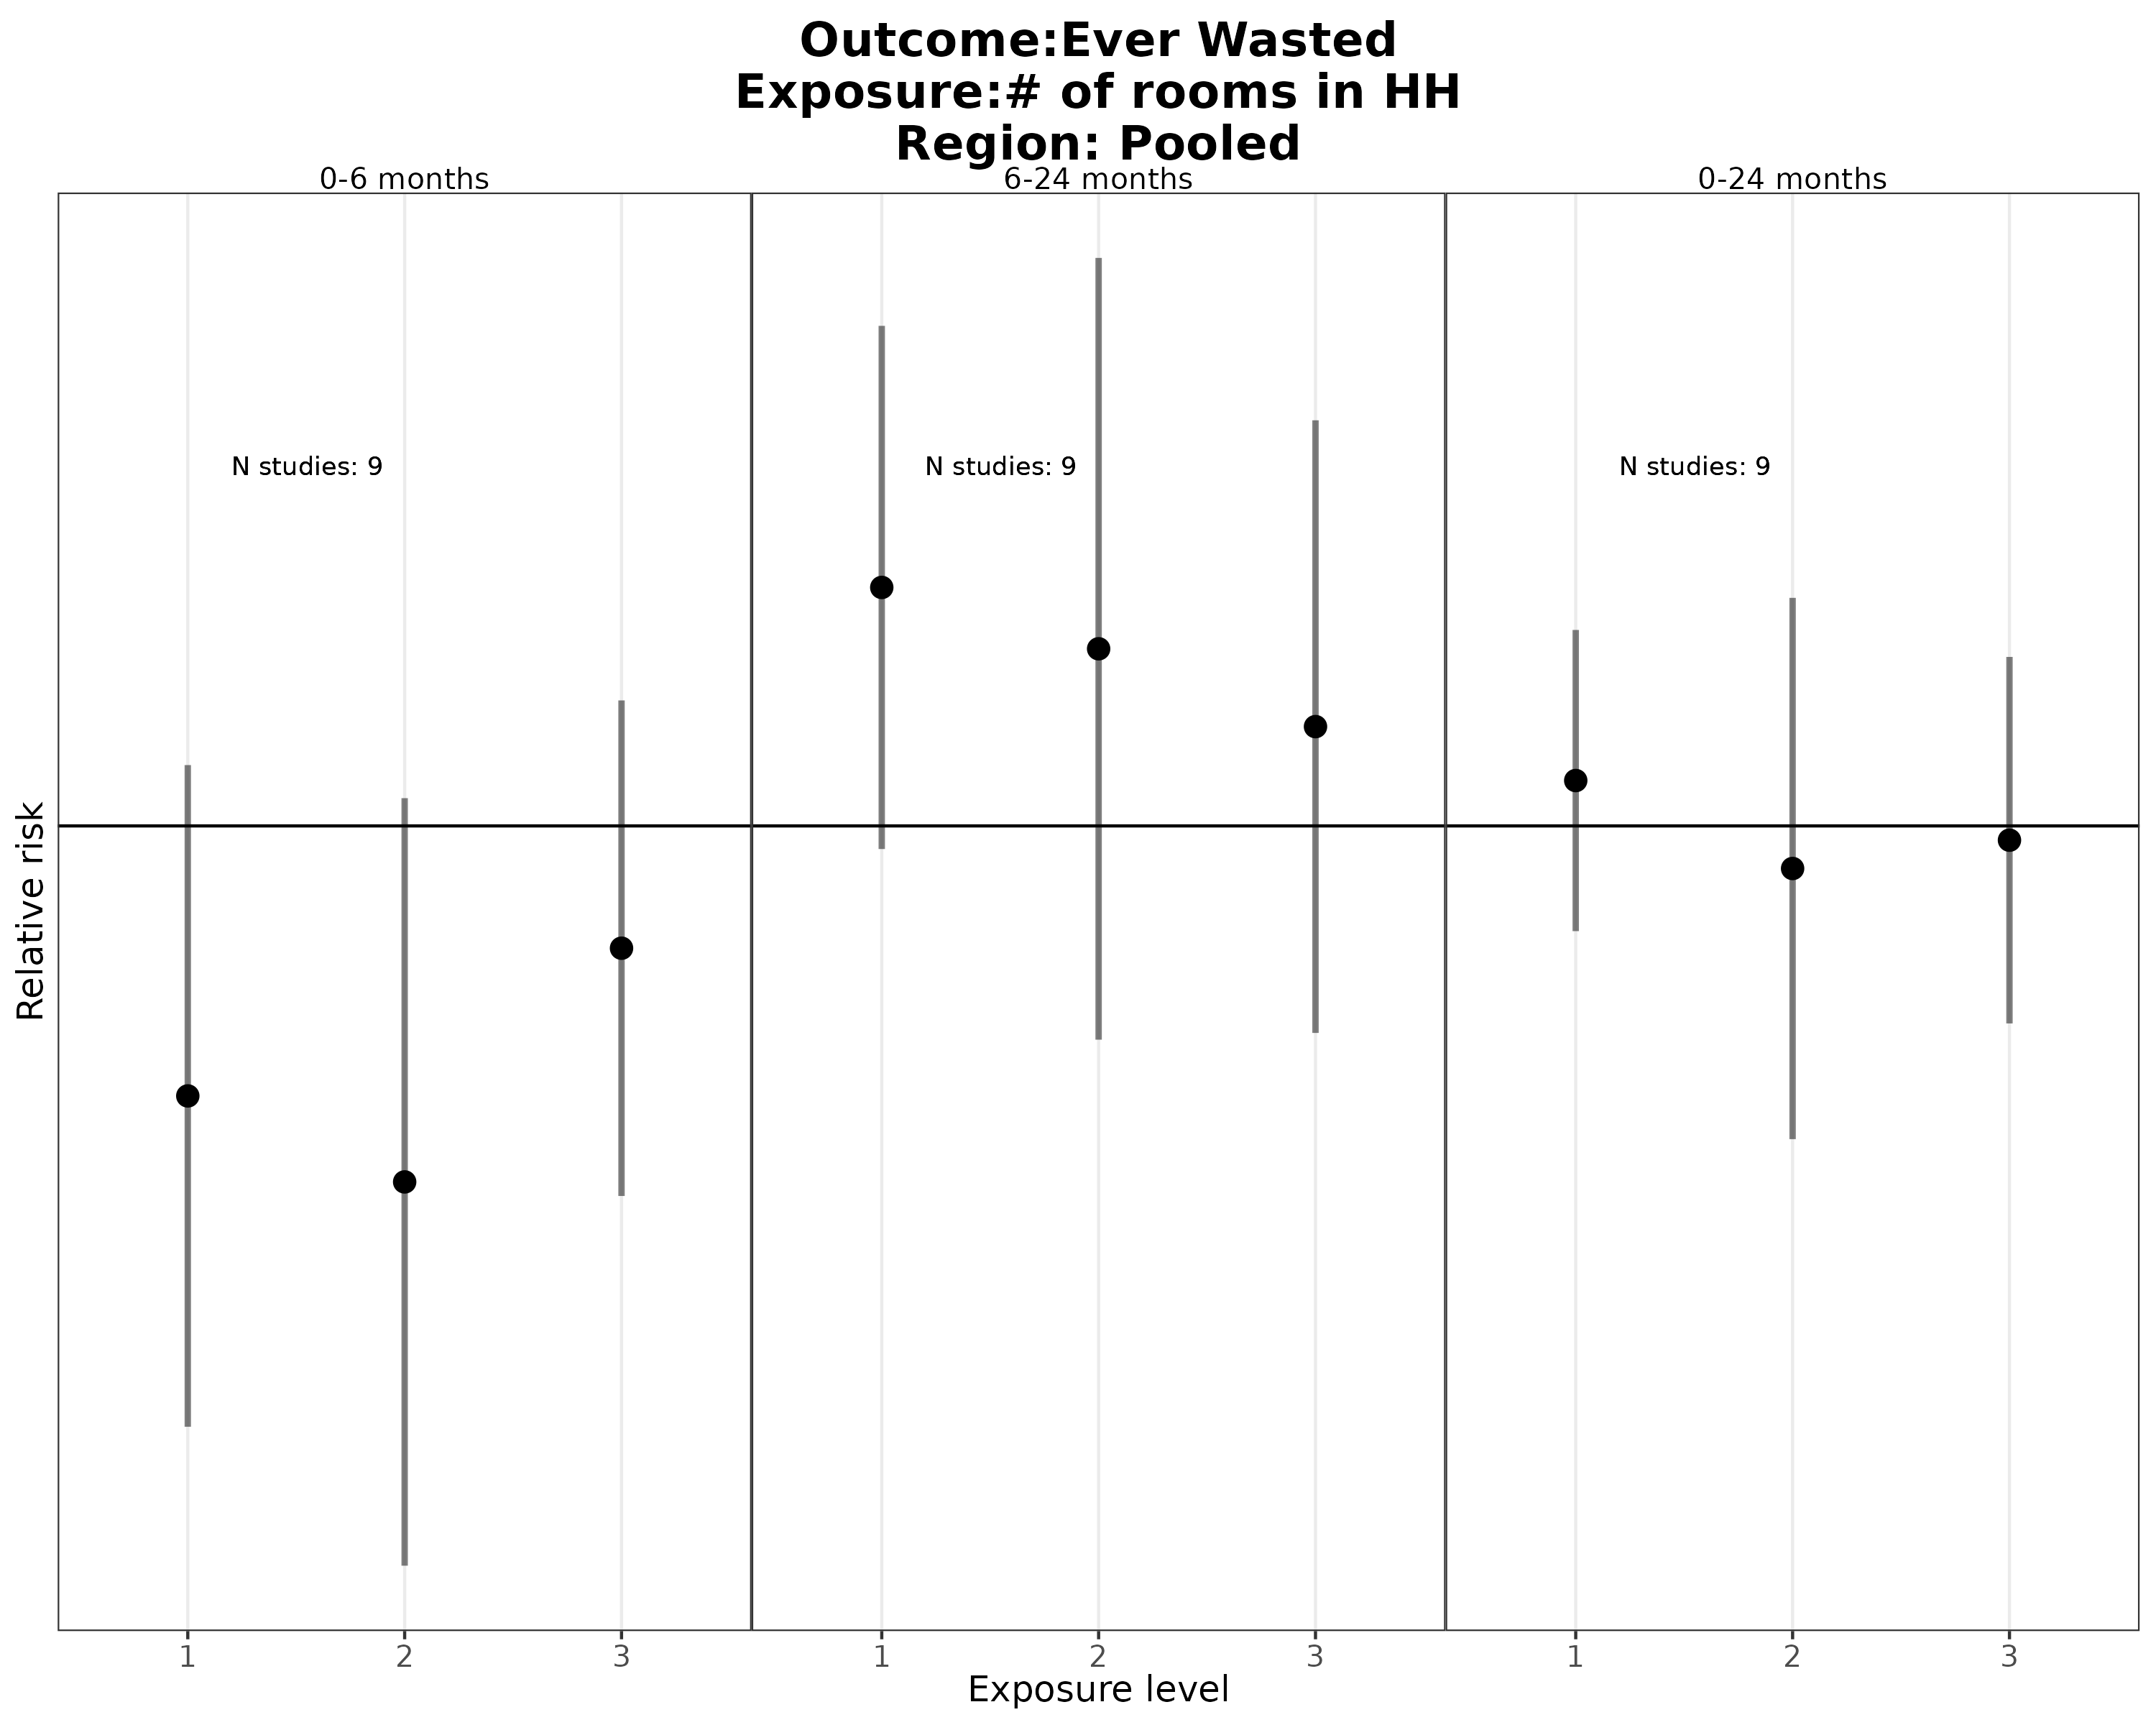 Outcome:Ever Wasted
Exposure:# of rooms in HH
Region: Pooled
0-6 months
6-24 months
0-24 months
N studies: 9
N studies: 9
N studies: 9
Relative risk
1
2
3
1
2
3
1
2
3
Exposure level